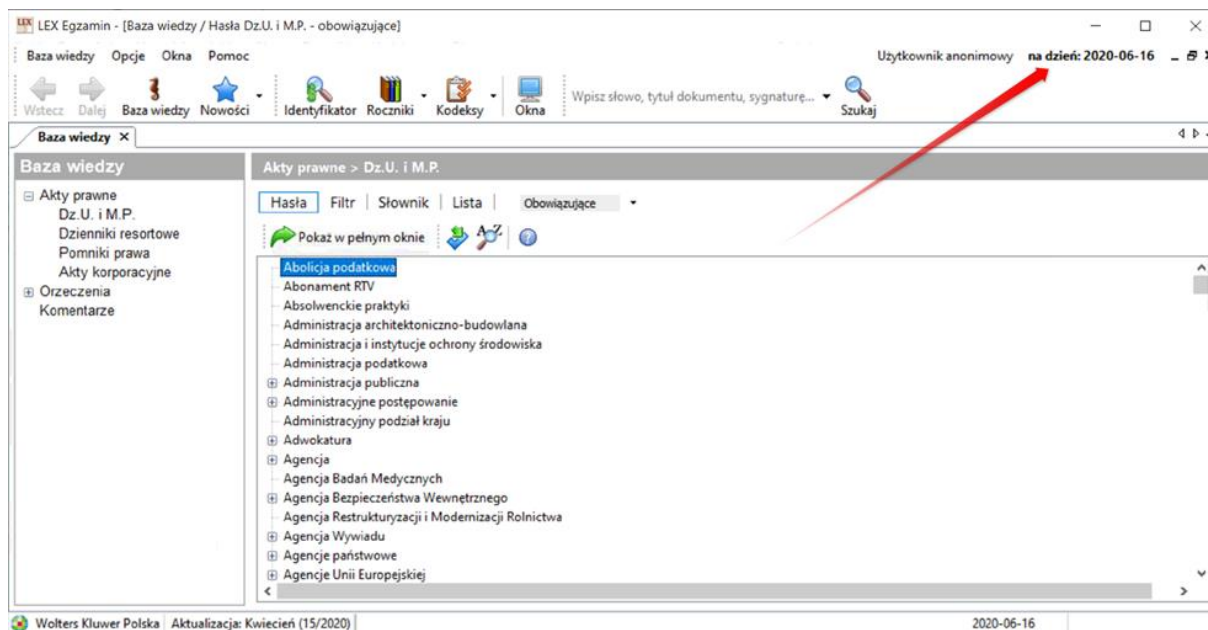 LEX LEX Egzamin - [Baza wiedzy / Hasła Dz.U. i M.P. - obowiązujące]
Baza wiedzy Opcje Okna Pomoc Użytkownik anonimowy na dzień: 2020-06-16
Wstecz Dalej Baza wiedzy Nowości Identyfikator Roczniki Kodeksy Okna Wpisz słowo, tytuł dokumentu, sygnaturę... Szukaj
Baza wiedzy
Baza wiedzy
Akty prawne
Dz.U. i M.P.
Dzienniki resortowe
Pomniki prawa
Akty korporacyjne
Orzeczenia
Komentarze
Akty prawne > Dz.U. i M.P.
Hasła | Filtr | Słownik | Lista | Obowiązujące
Pokaż w pełnym oknie A Z ?
Abolicja podatkowa
Abonament RTV
Absolwenckie praktyki
Administracja architektoniczno-budowlana
Administracja i instytucje ochrony środowiska
Administracja podatkowa
Administracja publiczna
Administracyjne postępowanie
Administracyjny podział kraju
Adwokatura
Agencja
Agencja Badań Medycznych
Agencja Bezpieczeństwa Wewnętrznego
Agencja Restrukturyzacji i Modernizacji Rolnictwa
Agencja Wywiadu
Agencje państwowe
Agencje Unii Europejskiej
Wolters Kluwer Polska Aktualizacja: Kwiecień (15/2020) 2020-06-16